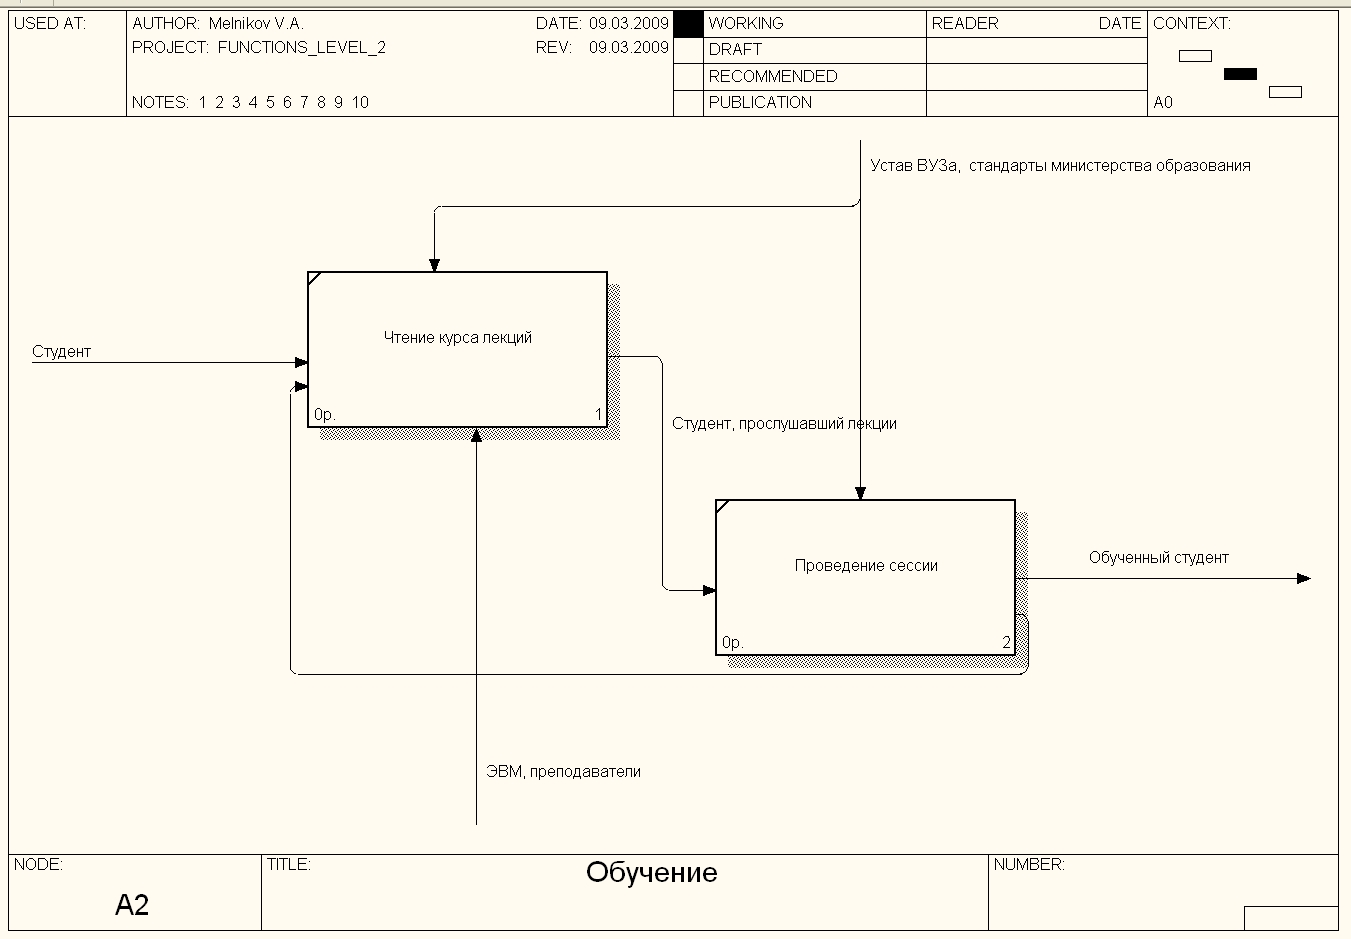 USED AT:
AUTHOR: Melnikov V.A.
DATE: 09.03.2009
PROJECT: FUNCTIONS_LEVEL_2
REV: 09.03.2009
NOTES: 1 2 3 4 5 6 7 8 9 10
WORKING
DRAFT
RECOMMENDED
PUBLICATION
READER DATE
CONTEXT:
A0
Устав ВУЗа, стандарты министерства образования
Чтение курса лекций
0р. 1
Студент
Студент, прослушавший лекции
Проведение сессии
0р. 2
Обученный студент
ЭВМ, преподаватели
NODE:
A2
TITLE:
Обучение
NUMBER: